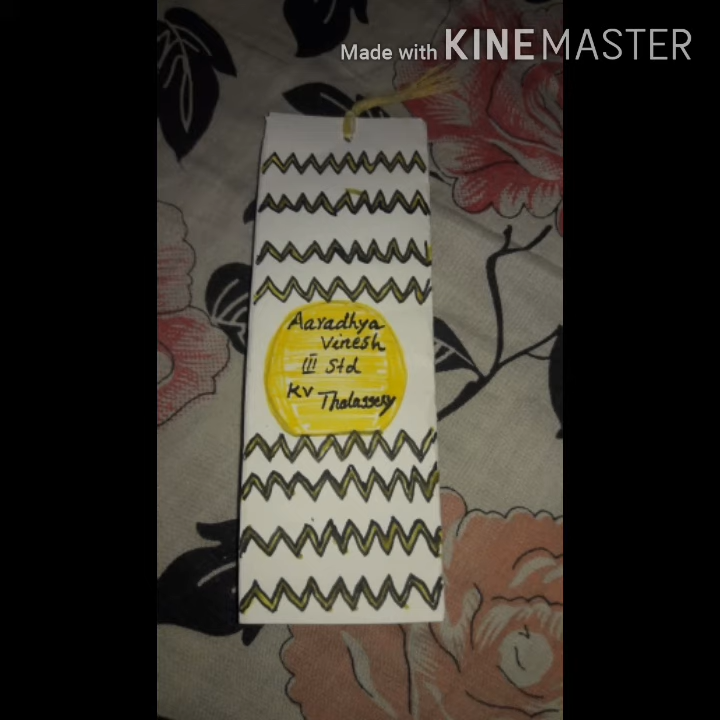 Made with KINEMASTER
Aaradhya
Vinesh
III Std
KV Thalassery